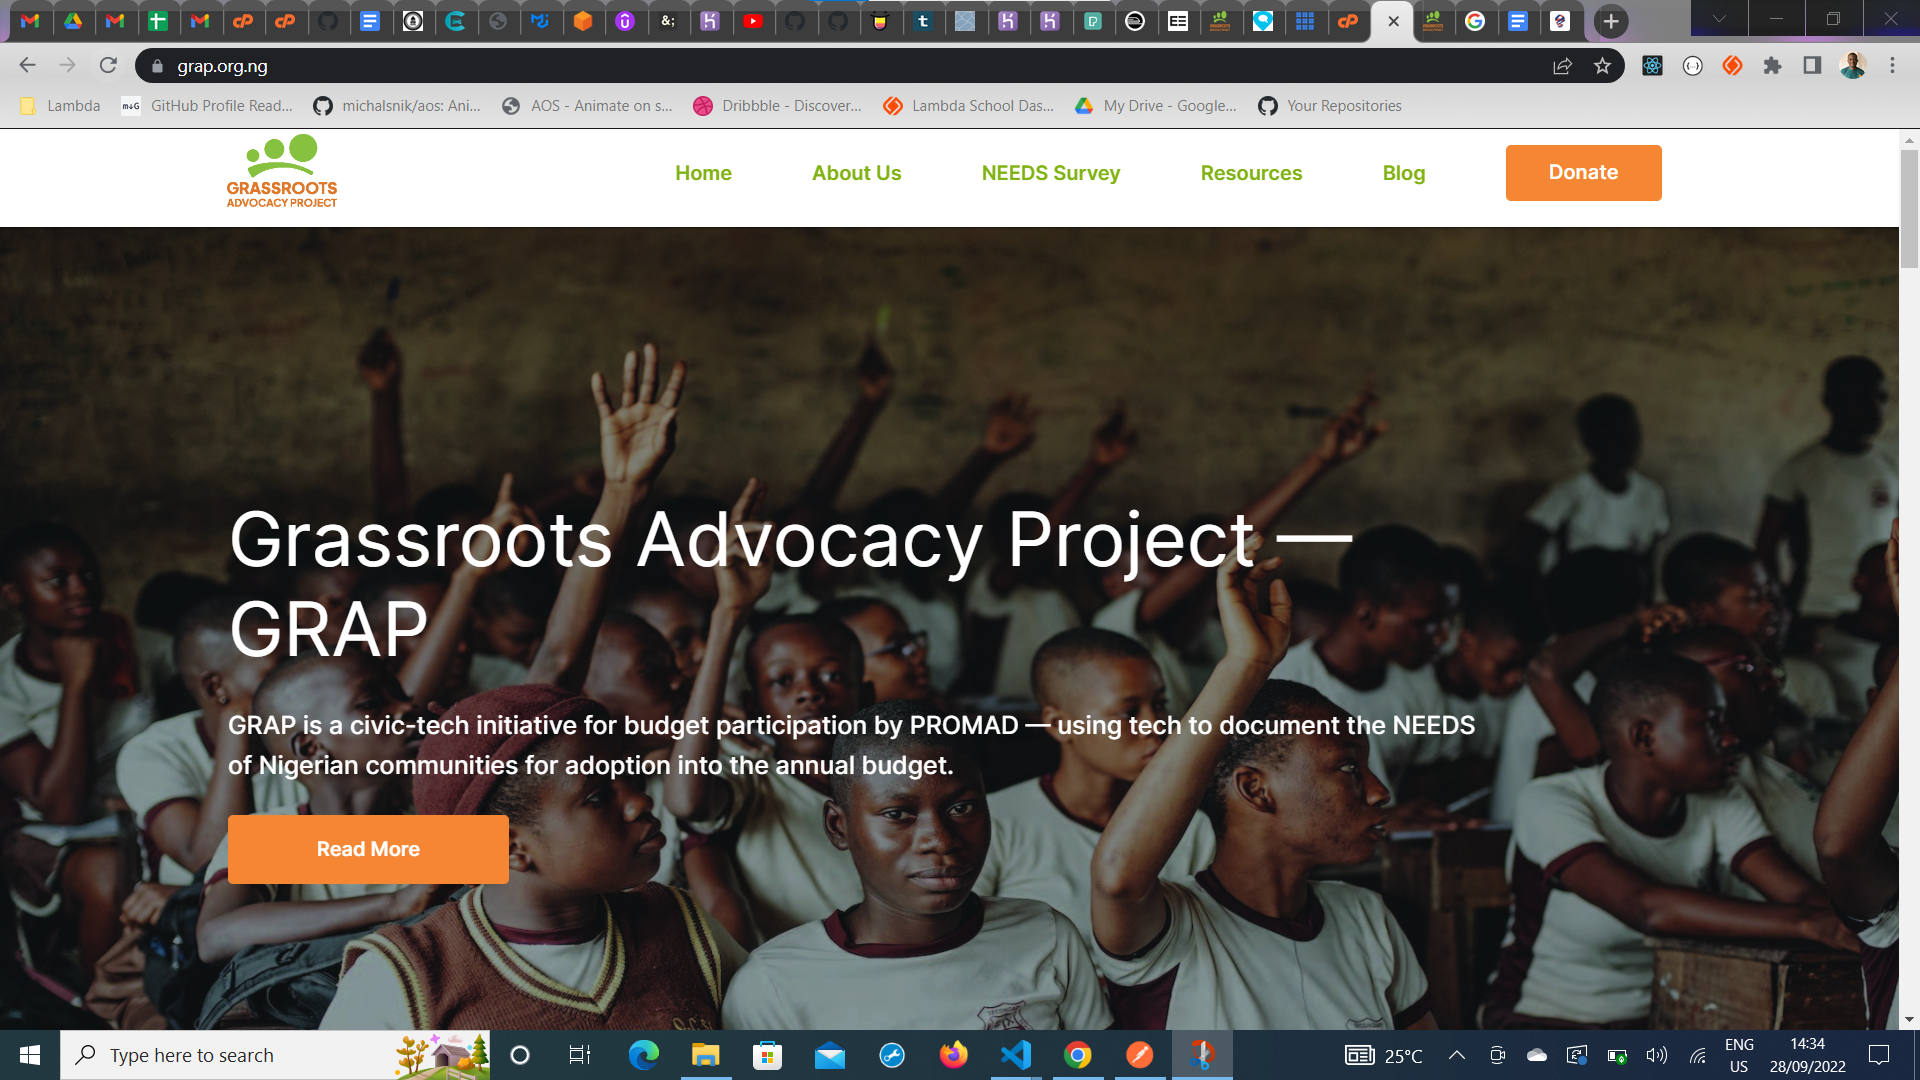 grap.org.ng
Lambda
GitHub Profile Read...
michalsnik/aos: Ani...
AOS - Animate on s...
Dribbble - Discover...
Lambda School Das...
My Drive - Google...
Your Repositories
GRASSROOTS
ADVOCACY PROJECT
Home
About Us
NEEDS Survey
Resources
Blog
Donate
Grassroots Advocacy Project —
GRAP
GRAP is a civic-tech initiative for budget participation by PROMAD — using tech to document the NEEDS
of Nigerian communities for adoption into the annual budget.
Read More
Type here to search
25°C
ENG
US
14:34
28/09/2022